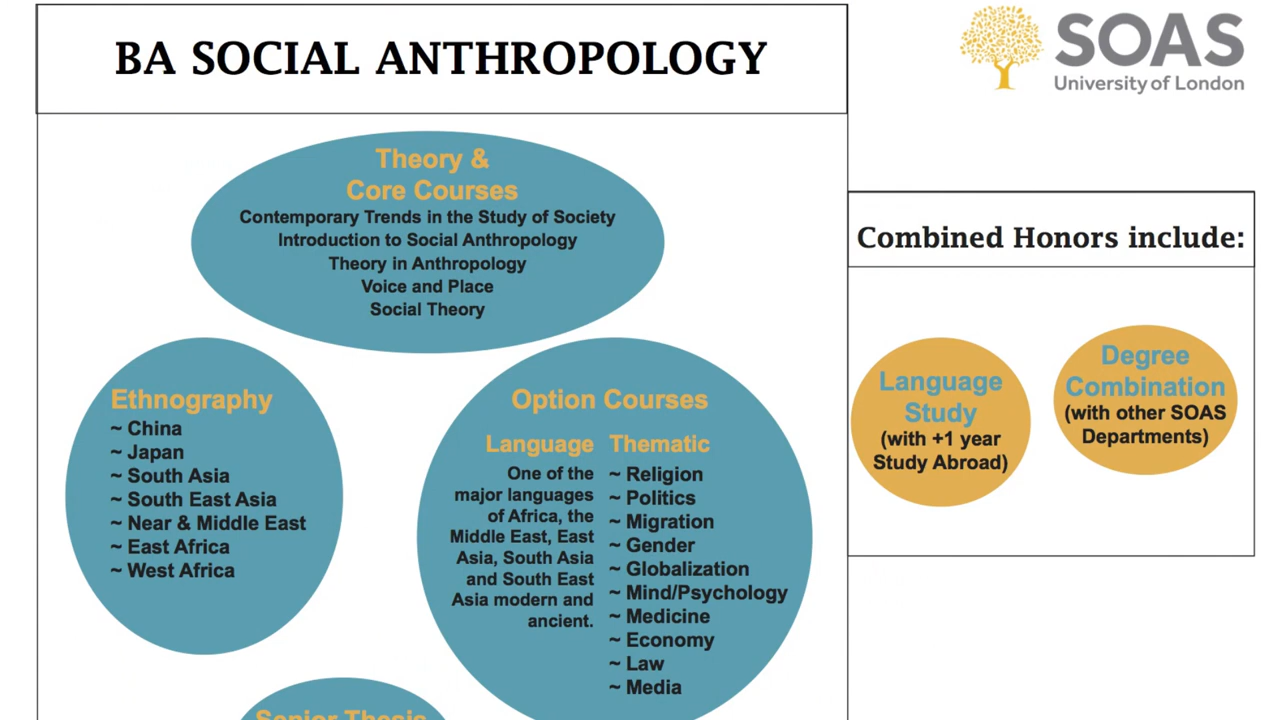 BA SOCIAL ANTHROPOLOGY
SOAS
University of London
Theory &
Core Courses
Contemporary Trends in the Study of Society
Introduction to Social Anthropology
Theory in Anthropology
Voice and Place
Social Theory
Combined Honors include:
Language
Study
(with +1 year
Study Abroad)
Degree
Combination
(with other SOAS
Departments)
Ethnography
~ China
~ Japan
~ South Asia
~ South East Asia
~ Near & Middle East
~ East Africa
~ West Africa
Option Courses
Language
One of the
major languages
of Africa, the
Middle East, East
Asia, South Asia
and South East
Asia modern and
ancient.
Thematic
~ Religion
~ Politics
~ Migration
~ Gender
~ Globalization
~ Mind/Psychology
~ Medicine
~ Economy
~ Law
~ Media
Senior Thesis